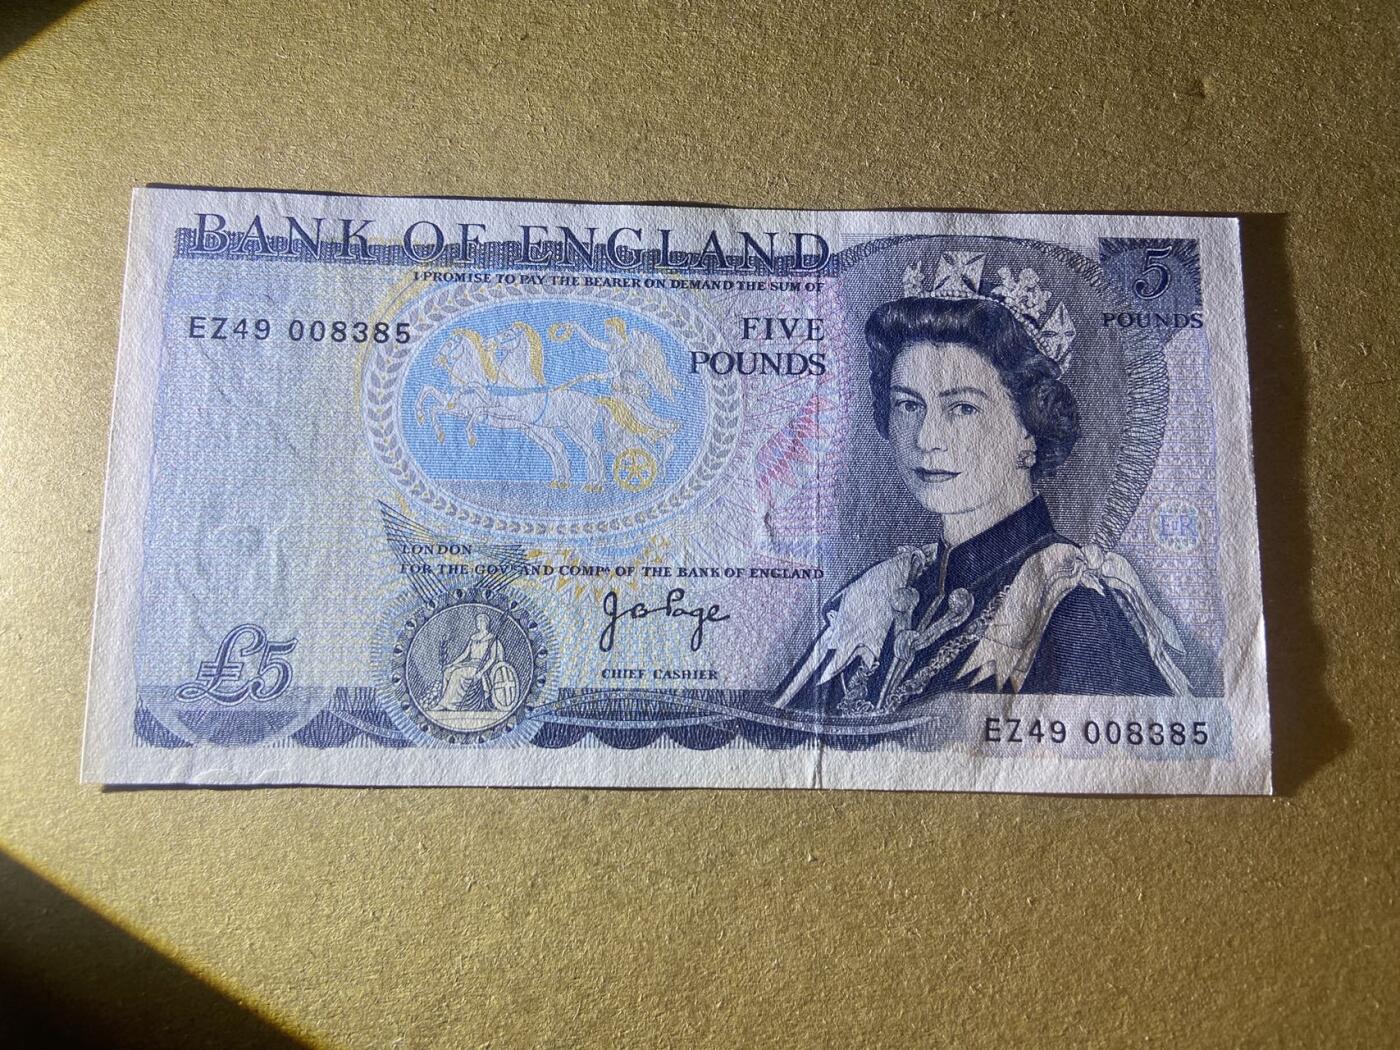 BANK OF ENGLAND
I PROMISE TO PAY THE BEARER ON DEMAND THE SUM OF
FIVE
POUNDS
5
POUNDS
EZ49 008385
LONDON
FOR THE GOVR AND COMPA OF THE BANK OF ENGLAND
J B Page
CHIEF CASHIER
£5
EZ49 008385
EIIR